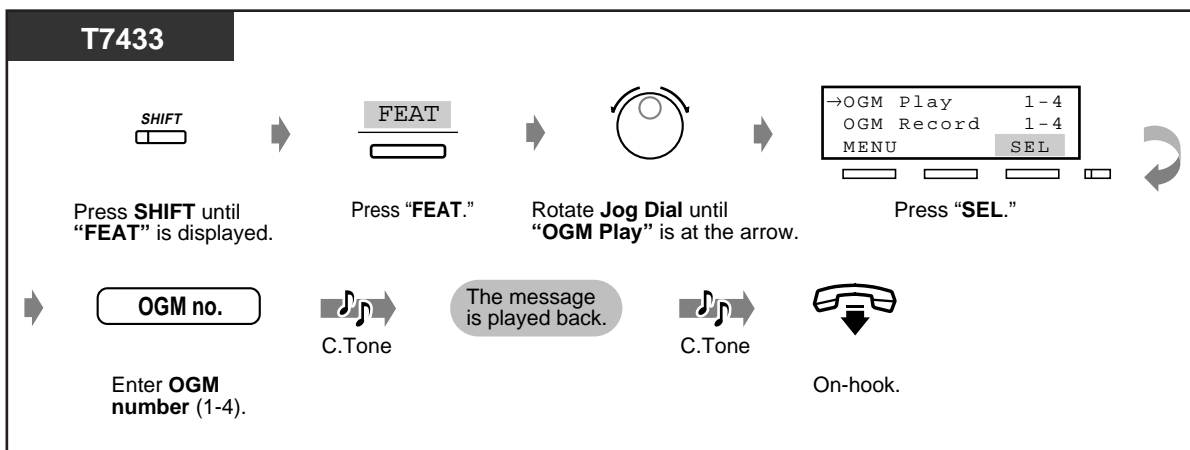 T7433
SHIFT
Press SHIFT until
“FEAT” is displayed.
FEAT
Press “FEAT.”
Rotate Jog Dial until
“OGM Play” is at the arrow.
→OGM Play 1-4
OGM Record 1-4
MENU SEL
Press “SEL.”
OGM no.
Enter OGM
number (1-4).
C.Tone
The message
is played back.
C.Tone
On-hook.